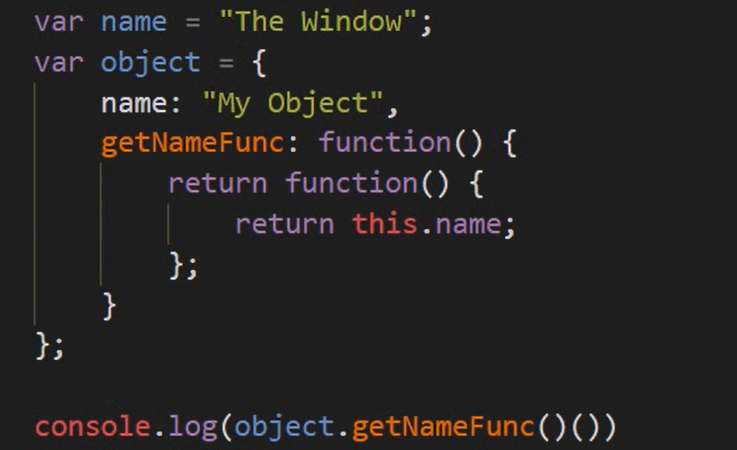 var name = "The Window";
var object = {
    name: "My Object",
    getNameFunc: function() {
        return function() {
            return this.name;
        };
    }
};
console.log(object.getNameFunc()())